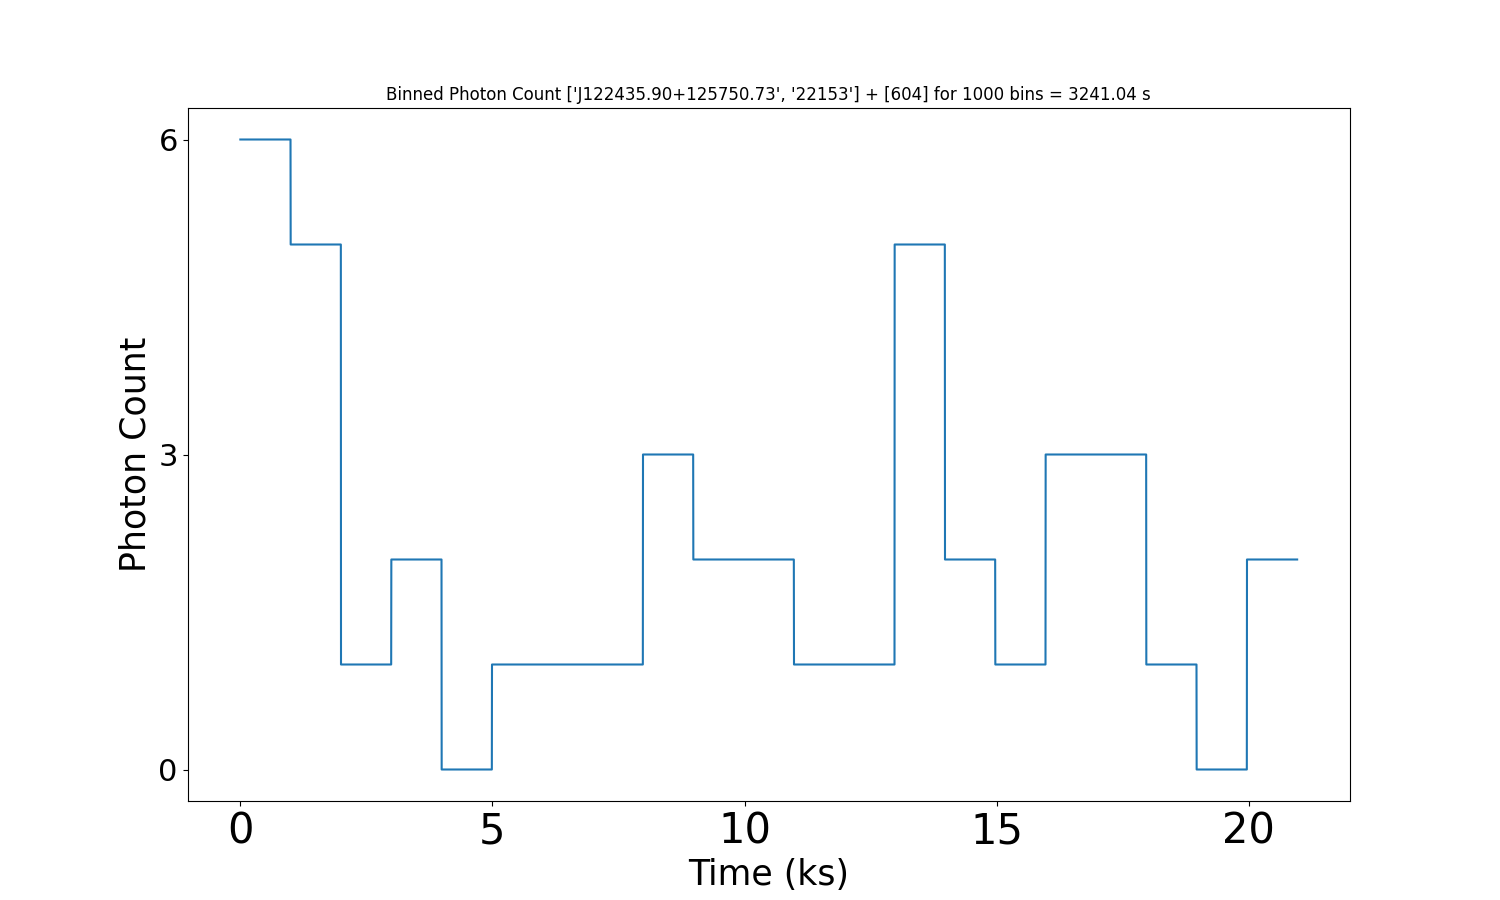 Binned Photon Count ['J122435.90+125750.73', '22153'] + [604] for 1000 bins = 3241.04 s
6
3
0
Photon Count
0 5 10 15 20
Time (ks)